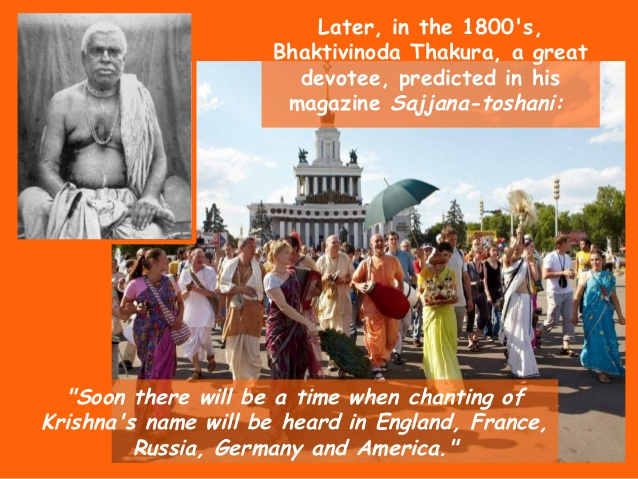 Later, in the 1800's,
Bhaktivinoda Thakura, a great
devotee, predicted in his
magazine Sajjana-toshani:
"Soon there will be a time when chanting of
Krishna's name will be heard in England, France,
Russia, Germany and America."